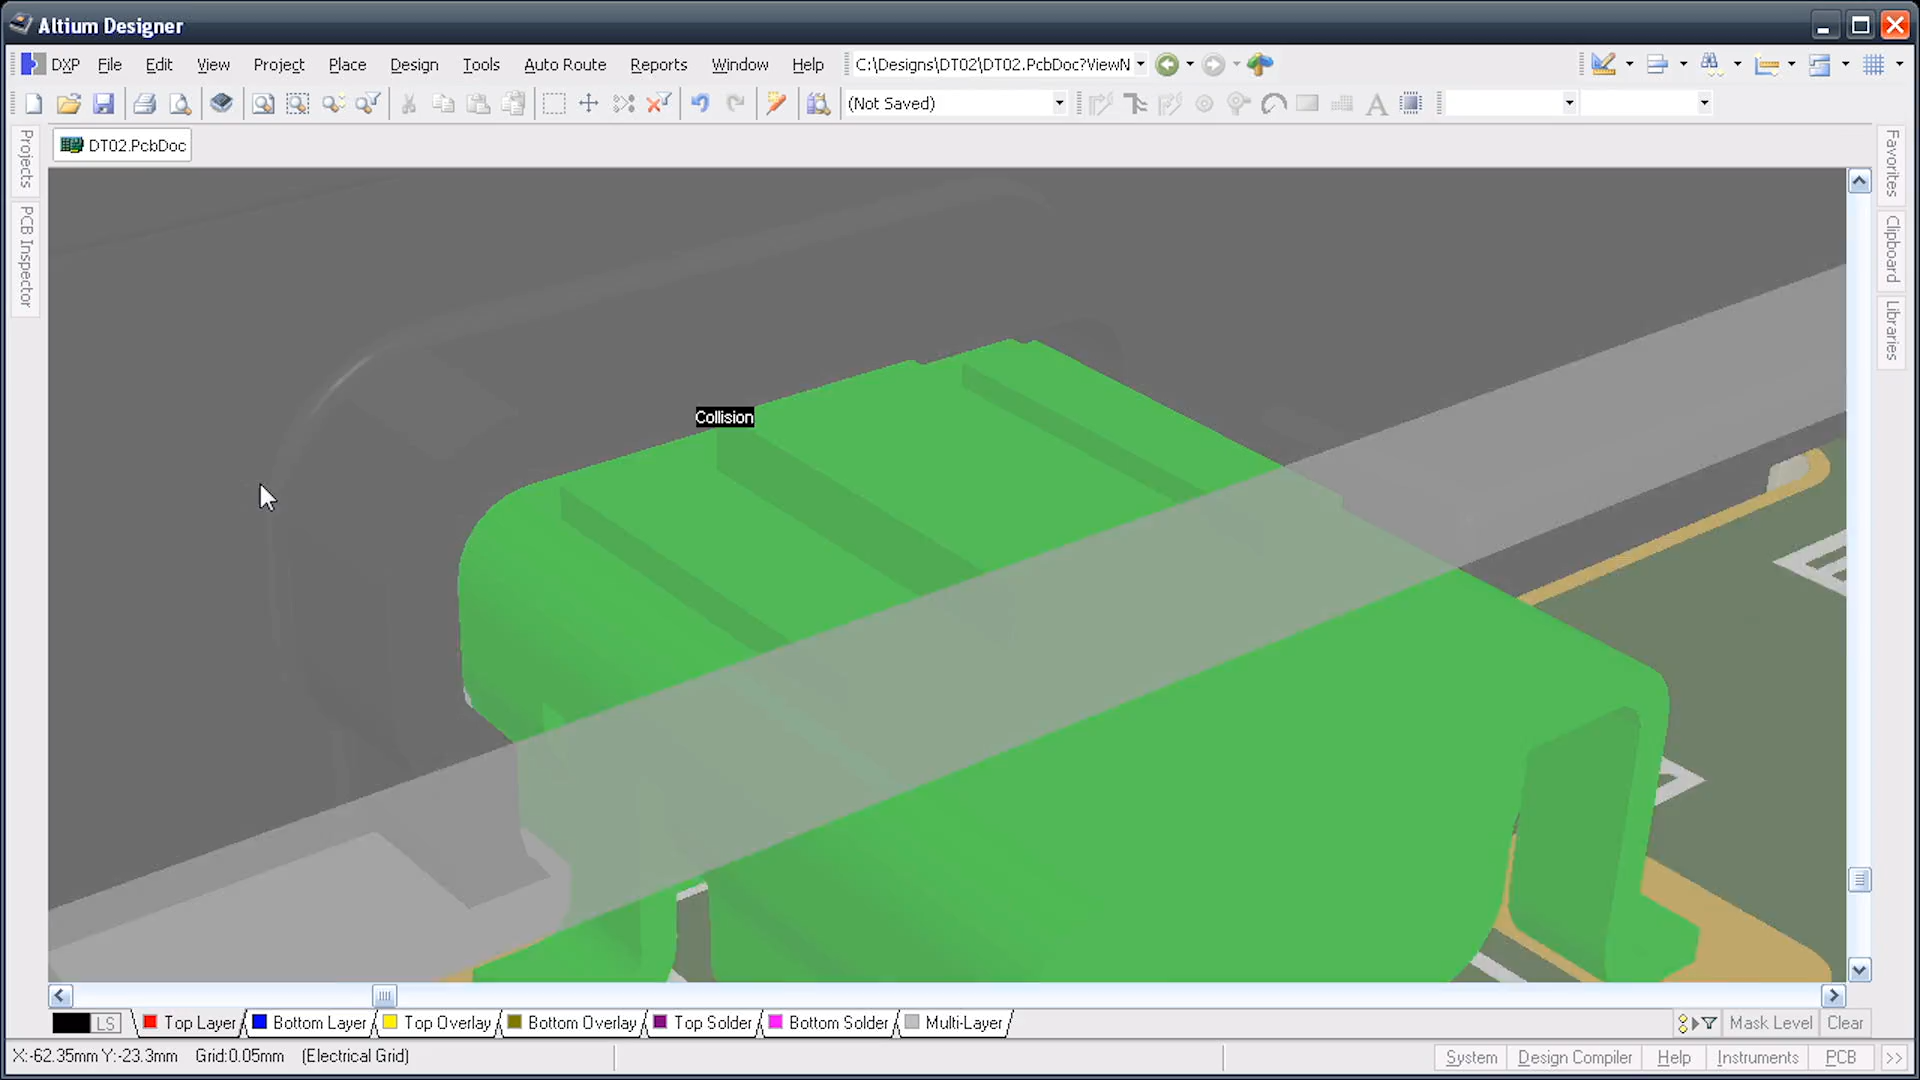 Altium Designer
DXP File Edit View Project Place Design Tools Auto Route Reports Window Help C:\Designs\DT02\DT02.PcbDoc?ViewN
(Not Saved)
A
DT02.PcbDoc
Projects
PCB Inspector
Favorites
Clipboard
Libraries
Collision
LS Top Layer Bottom Layer Top Overlay Bottom Overlay Top Solder Bottom Solder Multi-Layer Mask Level Clear
X:-62.35mm Y:-23.3mm Grid:0.05mm (Electrical Grid) System Design Compiler Help Instruments PCB >>